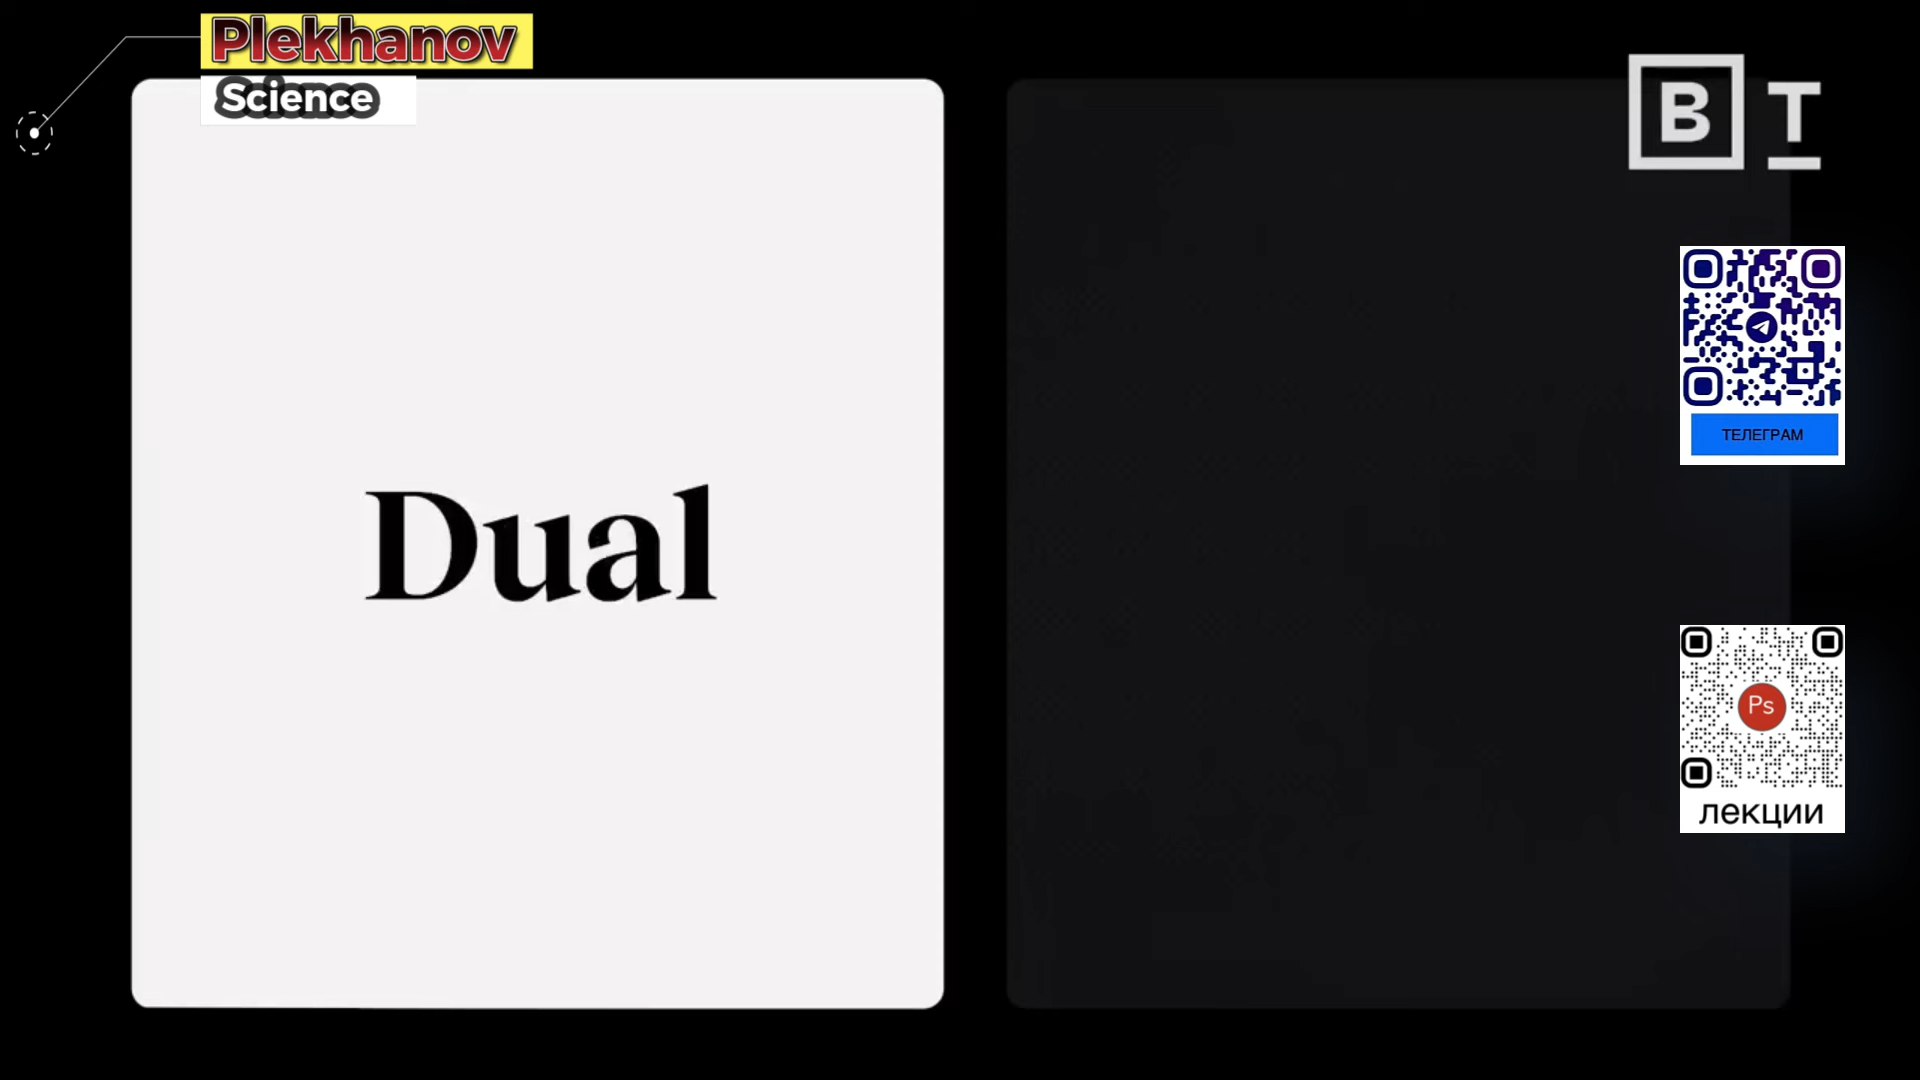 Plekhanov
Science
B T
Dual
ТЕЛЕГРАМ
Ps
лекции